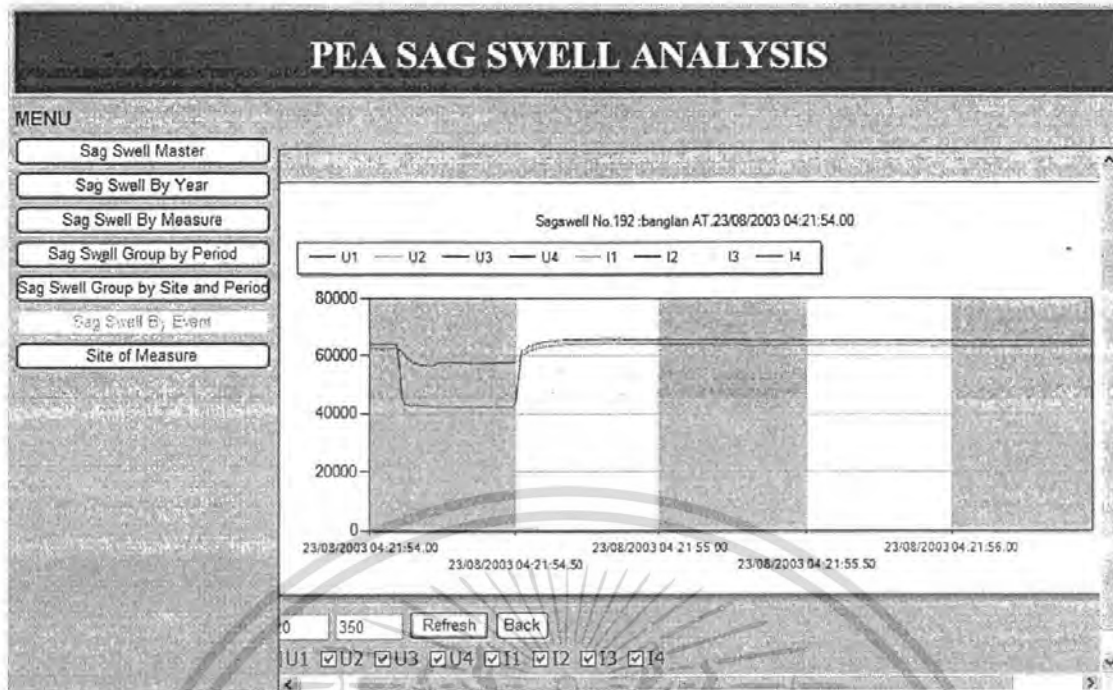 PEA SAG SWELL ANALYSIS
MENU
Sag Swell Master
Sag Swell By Year
Sag Swell By Measure
Sag Swell Group by Period
Sag Swell Group by Site and Period
Sag Swell By Event
Site of Measure
Sagswell No.192 :banglan AT.23/08/2003 04:21:54.00
U1 U2 U3 U4 I1 I2 I3 I4
80000
60000
40000
20000
0
23/08/2003 04:21:54.00
23/08/2003 04:21:54.50
23/08/2003 04:21:55.00
23/08/2003 04:21:55.50
23/08/2003 04:21:56.00
20 350 Refresh Back
U1 U2 U3 U4 I1 I2 I3 I4